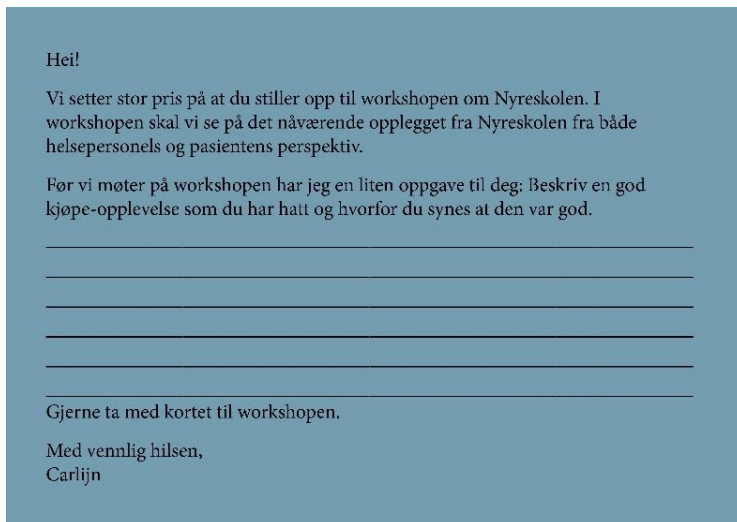 Hei!
Vi setter stor pris på at du stiller opp til workshopen om Nyreskolen. I
workshopen skal vi se på det nåværende opplegget fra Nyreskolen fra både
helsepersonels og pasientens perspektiv.
Før vi møter på workshopen har jeg en liten oppgave til deg: Beskriv en god
kjøpe-opplevelse som du har hatt og hvorfor du synes at den var god.
Gjerne ta med kortet til workshopen.
Med vennlig hilsen,
Carlijn